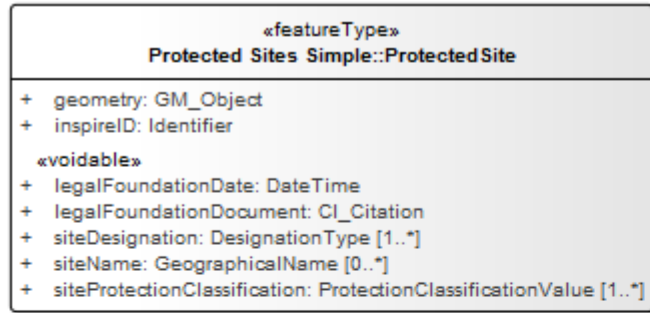 «featureType»
Protected Sites Simple::ProtectedSite
+ geometry: GM_Object
+ inspireID: Identifier
«voidable»
+ legalFoundationDate: DateTime
+ legalFoundationDocument: CI_Citation
+ siteDesignation: DesignationType [1..*]
+ siteName: GeographicalName [0..*]
+ siteProtectionClassification: ProtectionClassificationValue [1..*]